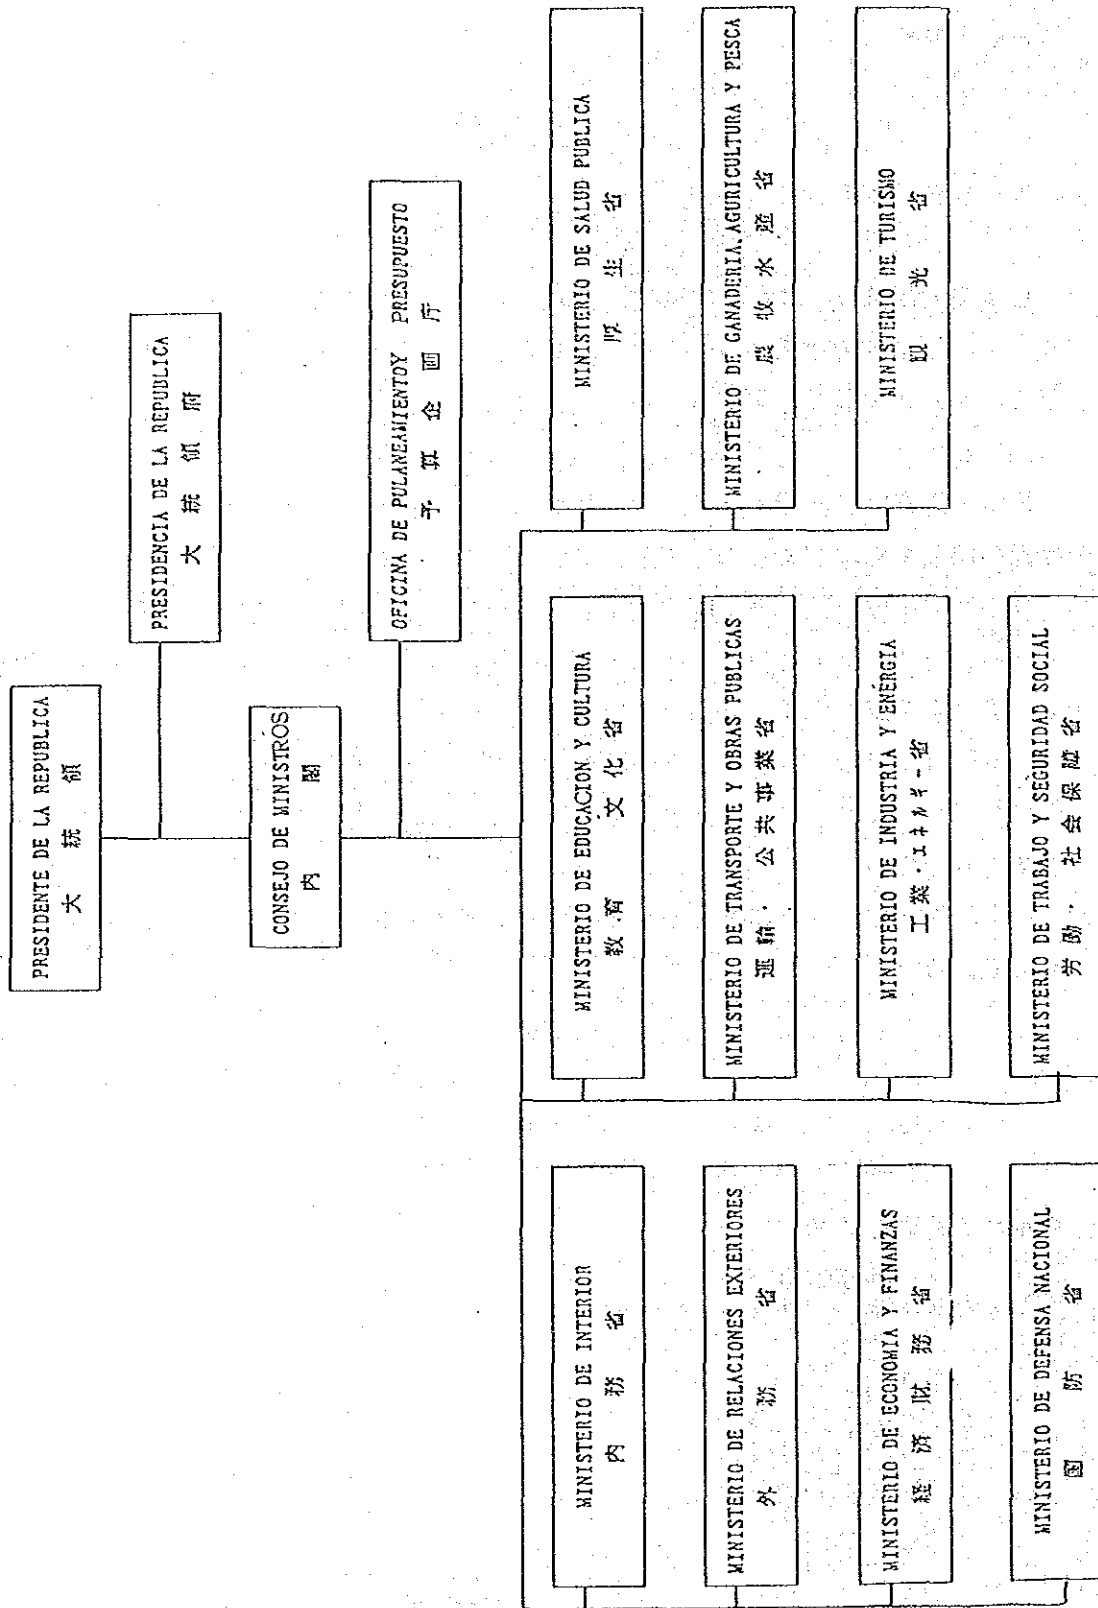 PRESIDENTE DE LA REPUBLICA
大 統 領
PRESIDENCIA DE LA REPUBLICA
大 統 領 府
CONSEJO DE MINISTROS
内 閣
OFICINA DE PULANEAMIENTOY PRESUPUESTO
予 算 企 画 庁
MINISTERIO DE INTERIOR
内 務 省
MINISTERIO DE RELACIONES EXTERIORES
外 務 省
MINISTERIO DE ECONOMIA Y FINANZAS
経 済 財 務 省
MINISTERIO DE DEFENSA NACIONAL
国 防 省
MINISTERIO DE EDUCACION Y CULTURA
教 育 文 化 省
MINISTERIO DE TRANSPORTE Y OBRAS PUBLICAS
運 輸 ・ 公 共 事 業 省
MINISTERIO DE INDUSTRIA Y ENERGIA
工 業 ・ エネルギー 省
MINISTERIO DE TRABAJO Y SEGURIDAD SOCIAL
労 働 ・ 社 会 保 障 省
MINISTERIO DE SALUD PUBLICA
厚 生 省
MINISTERIO DE GANADERIA,AGURICULTURA Y PESCA
農 牧 水 産 省
MINISTERIO DE TURISMO
観 光 省